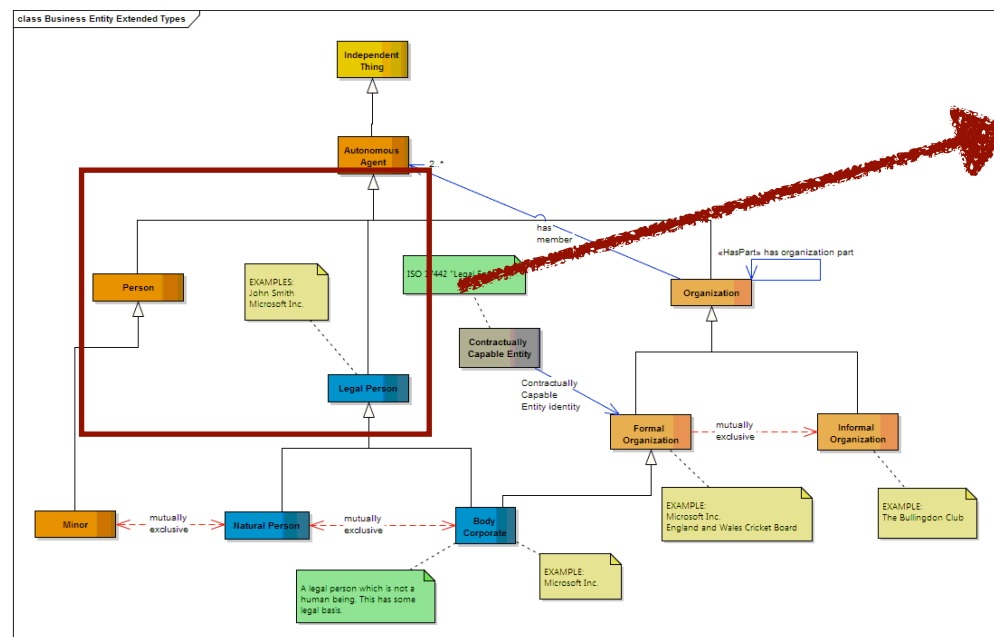 class Business Entity Extended Types
Independent
Thing
Autonomous
Agent
2..*
has
member
«HasPart» has organization part
Person
EXAMPLES:
John Smith
Microsoft Inc.
ISO 17442 "Legal
Organization
Contractually
Capable Entity
Legal Person
Contractually
Capable
Entity identity
Formal
Organization
mutually
exclusive
Informal
Organization
Minor
mutually
exclusive
Natural Person
mutually
exclusive
Body
Corporate
EXAMPLE:
Microsoft Inc.
England and Wales Cricket Board
EXAMPLE:
The Bullingdon Club
A legal person which is not a
human being. This has some
legal basis.
EXAMPLE:
Microsoft Inc.